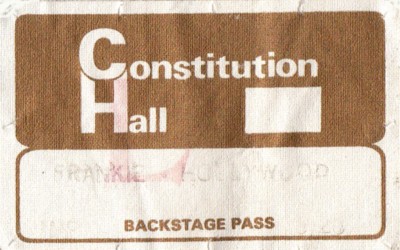 Constitution
Hall
FRANKIE HOLLYWOOD
BACKSTAGE PASS